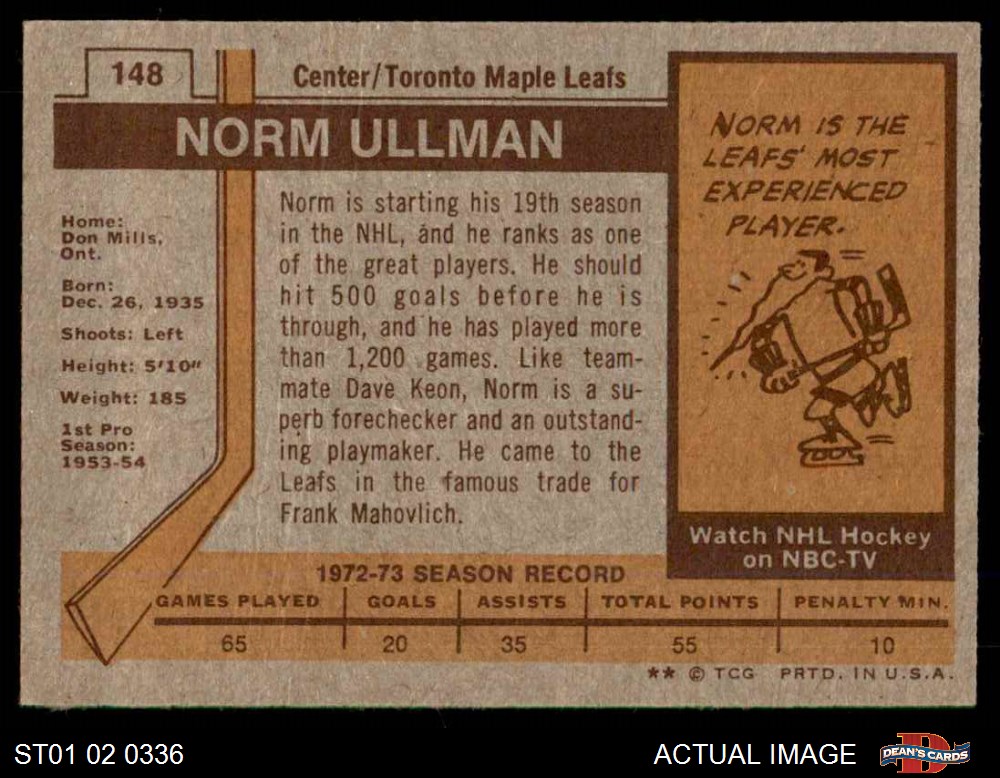 148
Center/Toronto Maple Leafs
NORM ULLMAN
Home:
Don Mills,
Ont.
Born:
Dec. 26, 1935
Shoots: Left
Height: 5'10"
Weight: 185
1st Pro
Season:
1953-54
Norm is starting his 19th season
in the NHL, and he ranks as one
of the great players. He should
hit 500 goals before he is
through, and he has played more
than 1,200 games. Like team-
mate Dave Keon, Norm is a su-
perb forechecker and an outstand-
ing playmaker. He came to the
Leafs in the famous trade for
Frank Mahovlich.
NORM IS THE
LEAFS' MOST
EXPERIENCED
PLAYER.
Watch NHL Hockey
on NBC-TV
1972-73 SEASON RECORD
GAMES PLAYED GOALS ASSISTS TOTAL POINTS PENALTY MIN.
65 20 35 55 10
** © TCG PRTD. IN U.S.A.
ST01 02 0336 ACTUAL IMAGE D DEAN'S CARDS